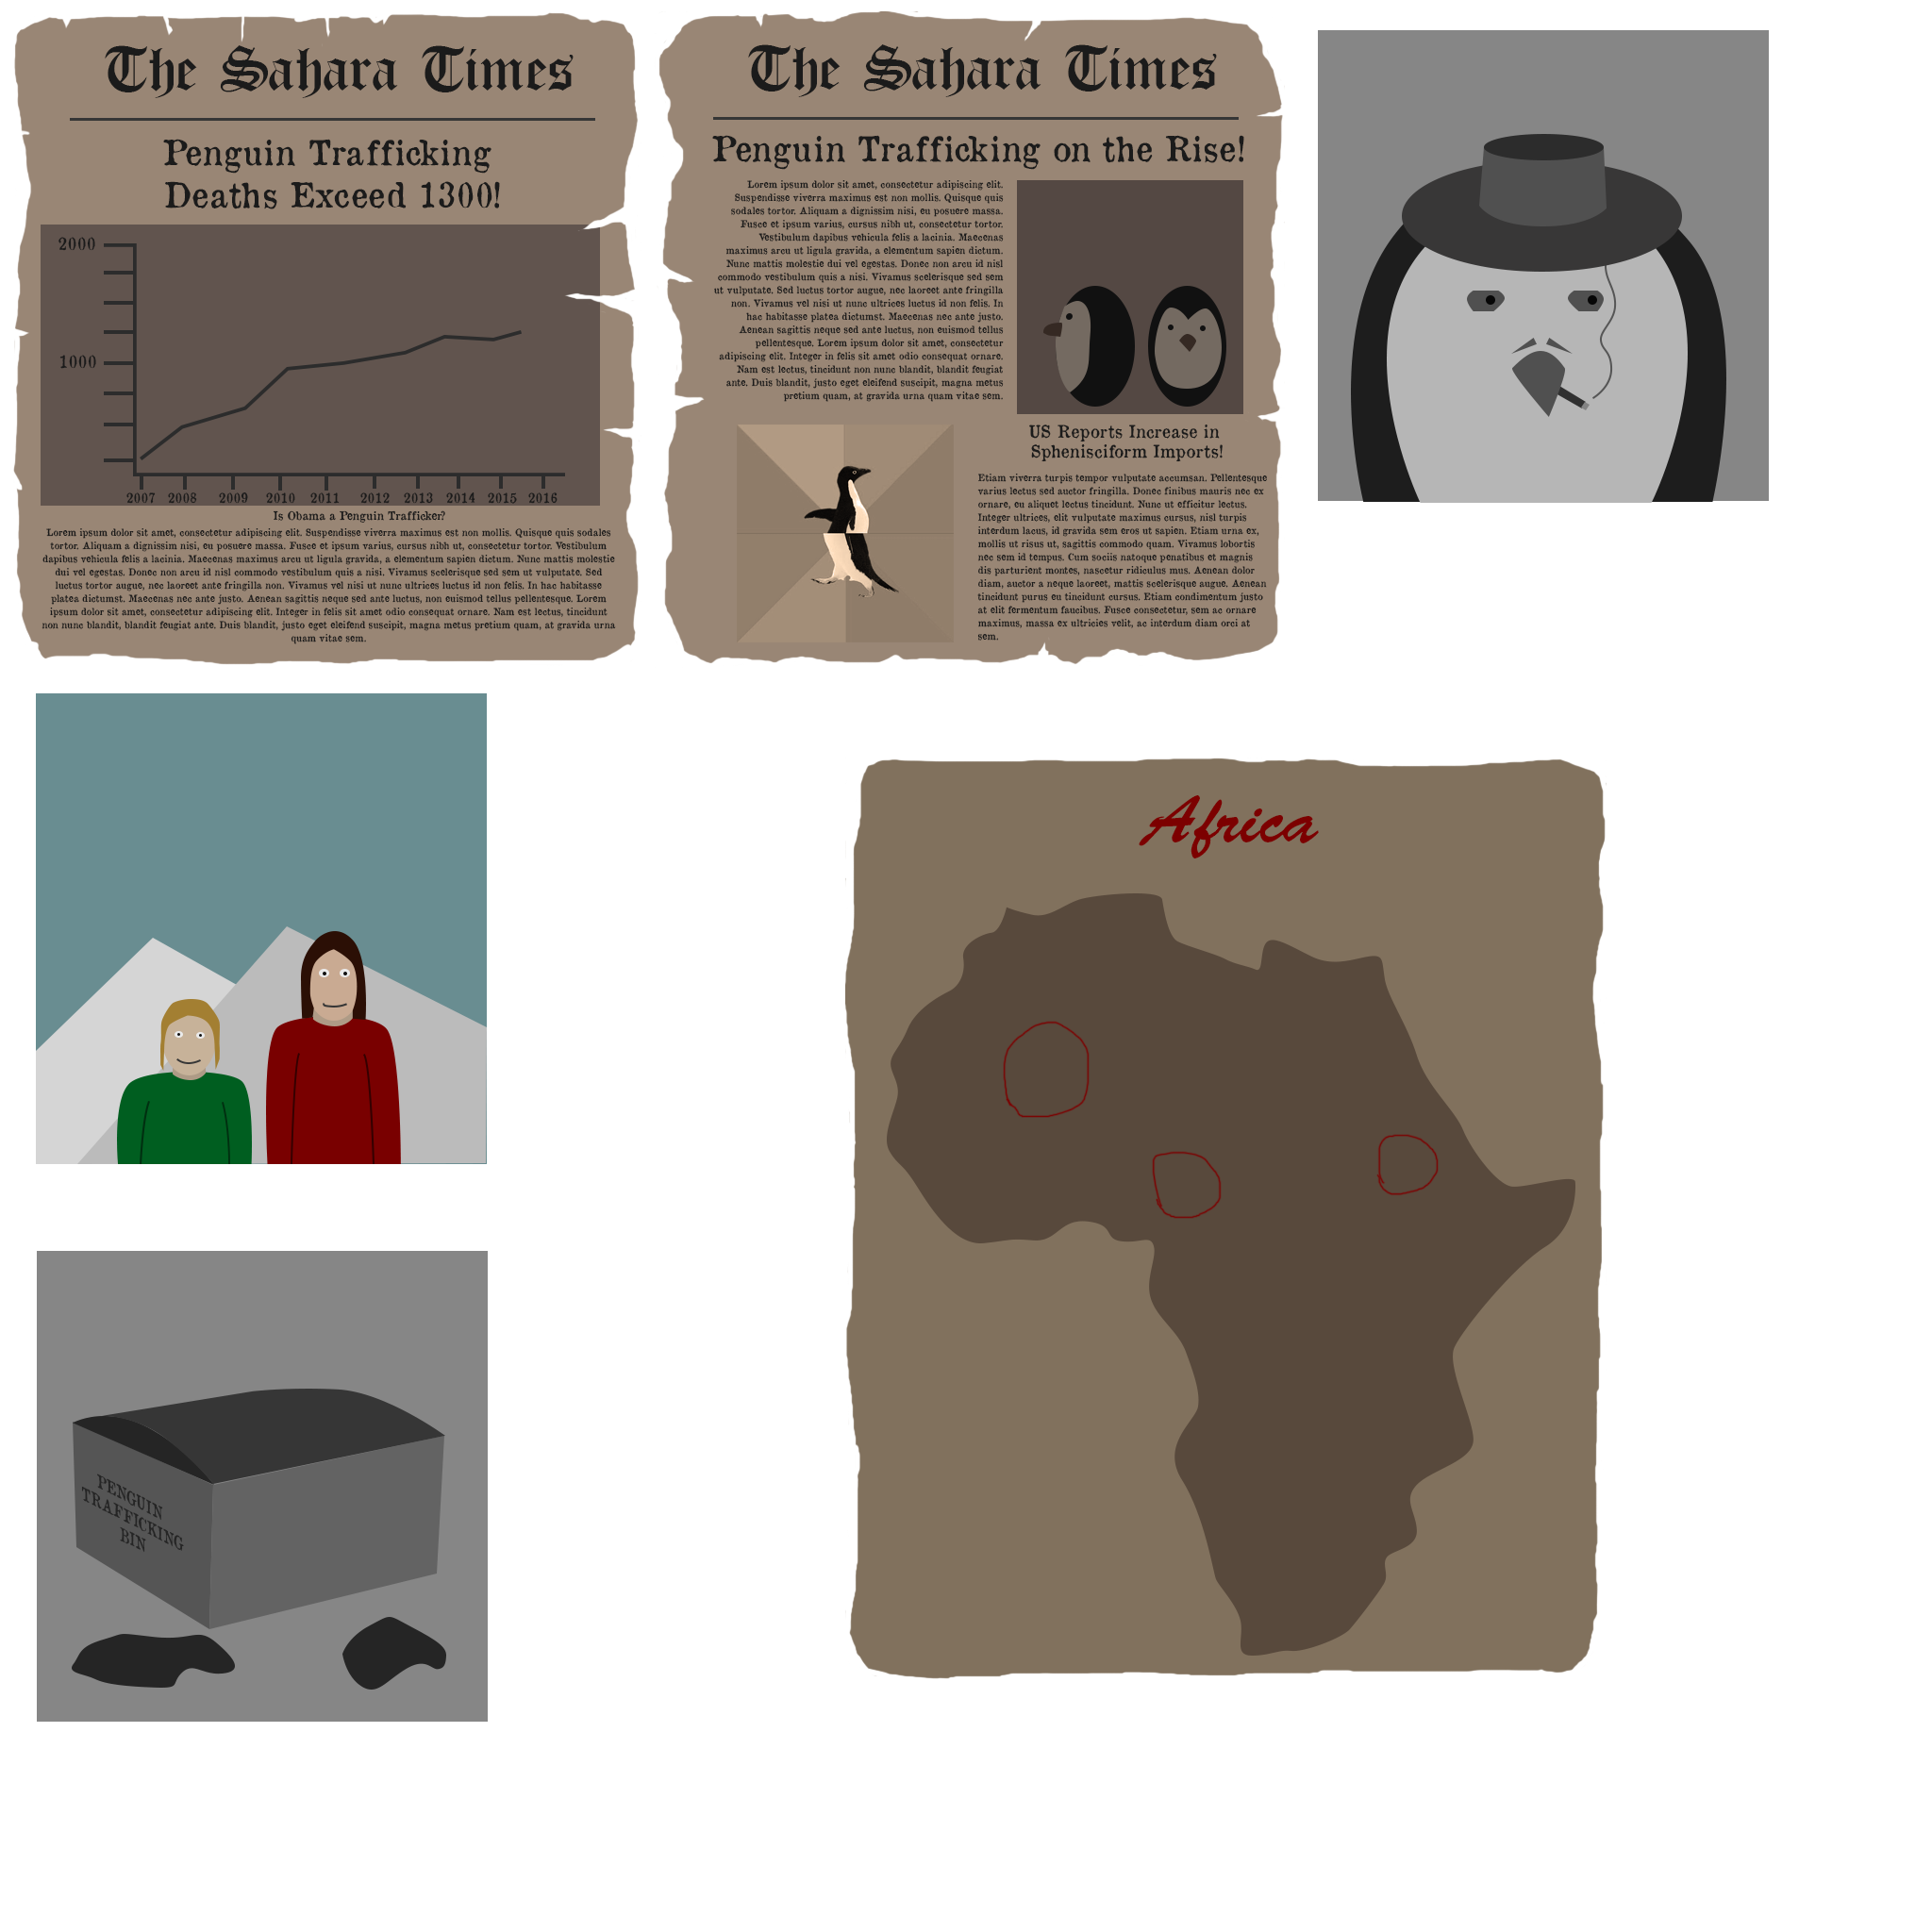 The Sahara Times
Penguin Trafficking
Deaths Exceed 1300!
2000
1000
2007 2008 2009 2010 2011 2012 2013 2014 2015 2016
Is Obama a Penguin Trafficker?
Lorem ipsum dolor sit amet, consectetur adipiscing elit. Suspendisse viverra maximus est non mollis. Quisque quis sodales
tortor. Aliquam a dignissim nisi, eu posuere massa. Fusce et ipsum varius, cursus nibh ut, consectetur tortor. Vestibulum
dapibus vehicula felis a lacinia. Maecenas maximus arcu ut ligula gravida, a elementum sapien dictum. Nunc mattis molestie
dui vel egestas. Donec non arcu id nisl commodo vestibulum quis a nisi. Vivamus scelerisque sed sem ut vulputate. Sed
luctus tortor augue, nec laoreet ante fringilla non. Vivamus vel nisi ut nunc ultrices luctus id non felis. In hac habitasse
platea dictumst. Maecenas nec ante justo. Aenean sagittis neque sed ante luctus, non euismod tellus pellentesque. Lorem
ipsum dolor sit amet, consectetur adipiscing elit. Integer in felis sit amet odio consequat ornare. Nam est lectus, tincidunt
non nunc blandit, blandit feugiat ante. Duis blandit, justo eget eleifend suscipit, magna metus pretium quam, at gravida urna
quam vitae sem.
The Sahara Times
Penguin Trafficking on the Rise!
Lorem ipsum dolor sit amet, consectetur adipiscing elit.
Suspendisse viverra maximus est non mollis. Quisque quis
sodales tortor. Aliquam a dignissim nisi, eu posuere massa.
Fusce et ipsum varius, cursus nibh ut, consectetur tortor.
Vestibulum dapibus vehicula felis a lacinia. Maecenas
maximus arcu ut ligula gravida, a elementum sapien dictum.
Nunc mattis molestie dui vel egestas. Donec non arcu id nisl
commodo vestibulum quis a nisi. Vivamus scelerisque sed sem
ut vulputate. Sed luctus tortor augue, nec laoreet ante fringilla
non. Vivamus vel nisi ut nunc ultrices luctus id non felis. In
hac habitasse platea dictumst. Maecenas nec ante justo.
Aenean sagittis neque sed ante luctus, non euismod tellus
pellentesque. Lorem ipsum dolor sit amet, consectetur
adipiscing elit. Integer in felis sit amet odio consequat ornare.
Nam est lectus, tincidunt non nunc blandit, blandit feugiat
ante. Duis blandit, justo eget eleifend suscipit, magna metus
pretium quam, at gravida urna quam vitae sem.
US Reports Increase in
Sphenisciform Imports!
Etiam viverra turpis tempor vulputate accumsan. Pellentesque
varius lectus sed auctor fringilla. Donec finibus mauris nec ex
ornare, eu aliquet lectus tincidunt. Nunc ut efficitur lectus.
Integer ultrices, elit vulputate maximus cursus, nisl turpis
interdum lacus, id gravida sem eros ut sapien. Etiam urna ex,
mollis ut risus ut, sagittis commodo quam. Vivamus lobortis
nec sem id tempus. Cum sociis natoque penatibus et magnis
dis parturient montes, nascetur ridiculus mus. Aenean dolor
diam, auctor a neque laoreet, mattis scelerisque augue. Aenean
tincidunt purus eu tincidunt cursus. Etiam condimentum justo
at elit fermentum faucibus. Fusce consectetur, sem ac ornare
maximus, massa ex ultricies velit, ac interdum diam orci at
sem.
Africa
PENGUIN
TRAFFICKING
BIN